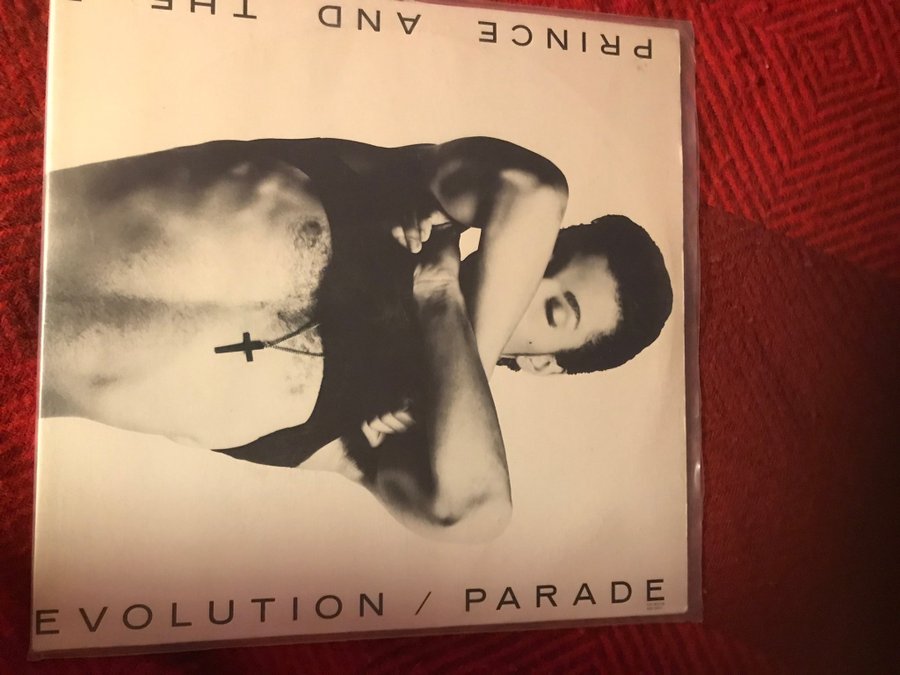 PRINCE AND THE
EVOLUTION / PARADE